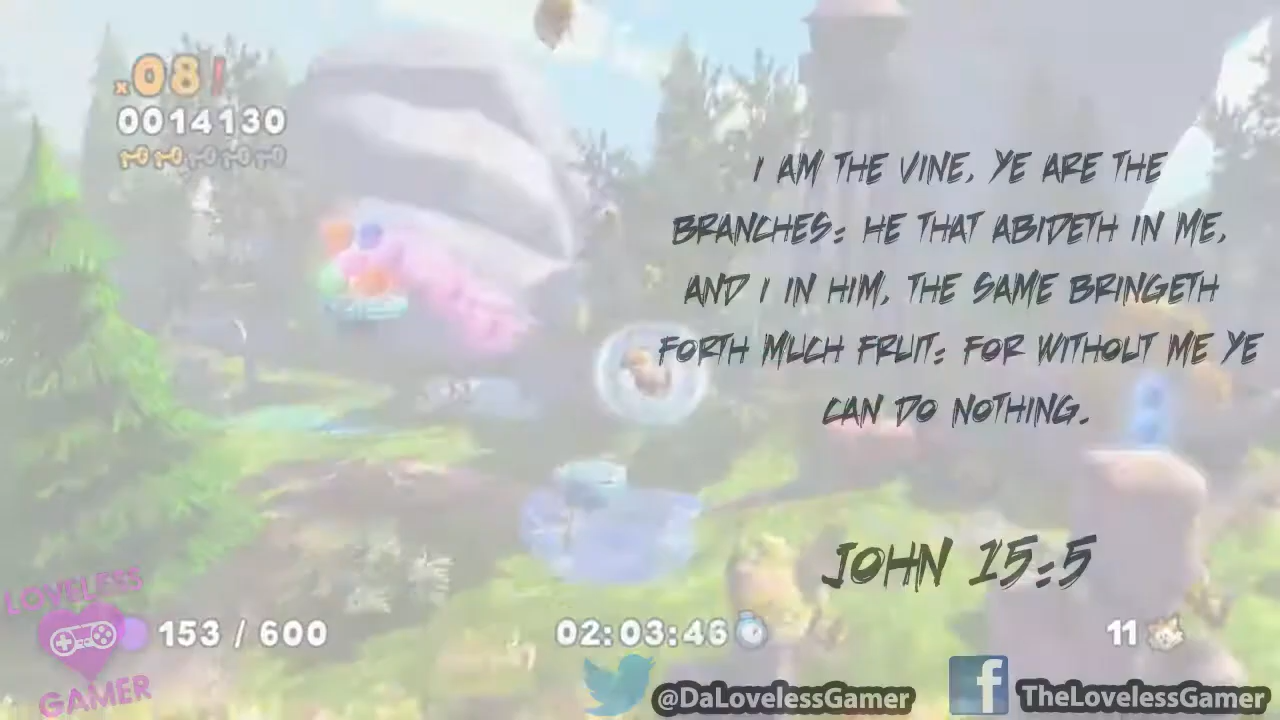 x08!
0014130
I AM THE VINE, YE ARE THE
BRANCHES: HE THAT ABIDETH IN ME,
AND I IN HIM, THE SAME BRINGETH
FORTH MUCH FRUIT: FOR WITHOUT ME YE
CAN DO NOTHING.
JOHN 15:5
LOVELESS
GAMER
153 / 600
02:03:46
11
@DaLovelessGamer
f
TheLovelessGamer